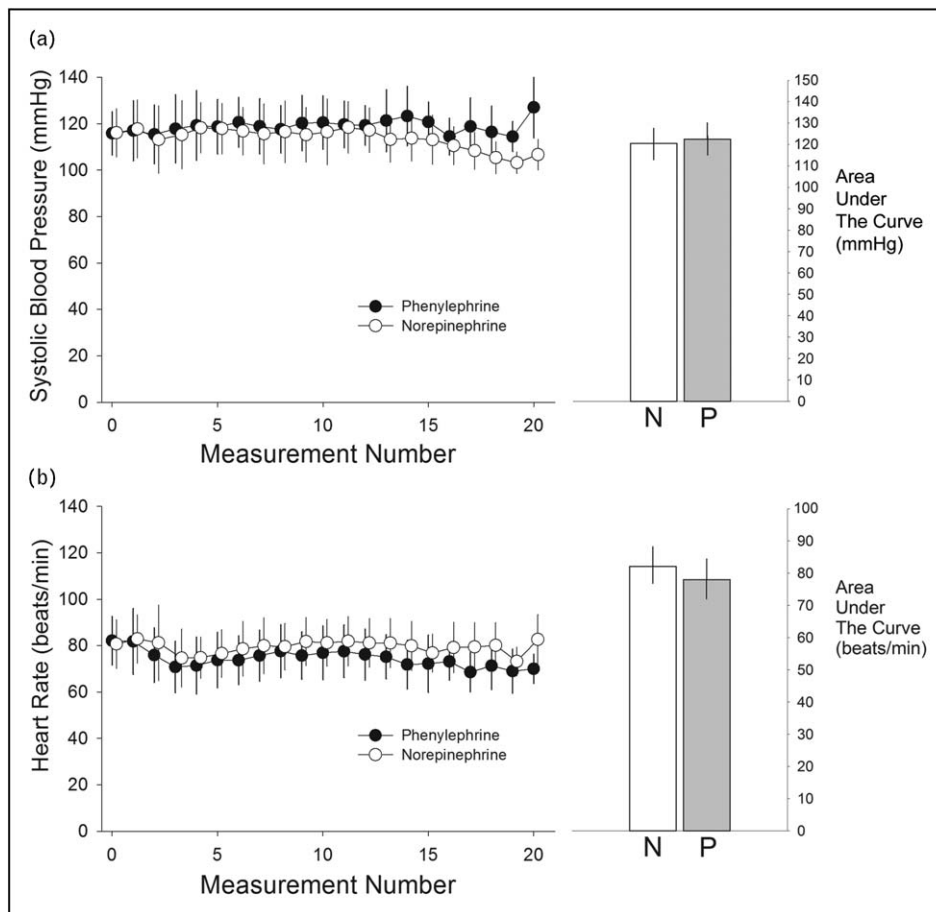 (a)
Systolic Blood Pressure (mmHg)
140
120
100
80
60
40
20
0
Phenylephrine
Norepinephrine
0 5 10 15 20
Measurement Number
150
140
130
120
110
100
90
80
70
60
50
40
30
20
10
0
Area
Under
The Curve
(mmHg)
N P
(b)
Heart Rate (beats/min)
140
120
100
80
60
40
20
0
Phenylephrine
Norepinephrine
0 5 10 15 20
Measurement Number
100
90
80
70
60
50
40
30
20
10
0
Area
Under
The Curve
(beats/min)
N P